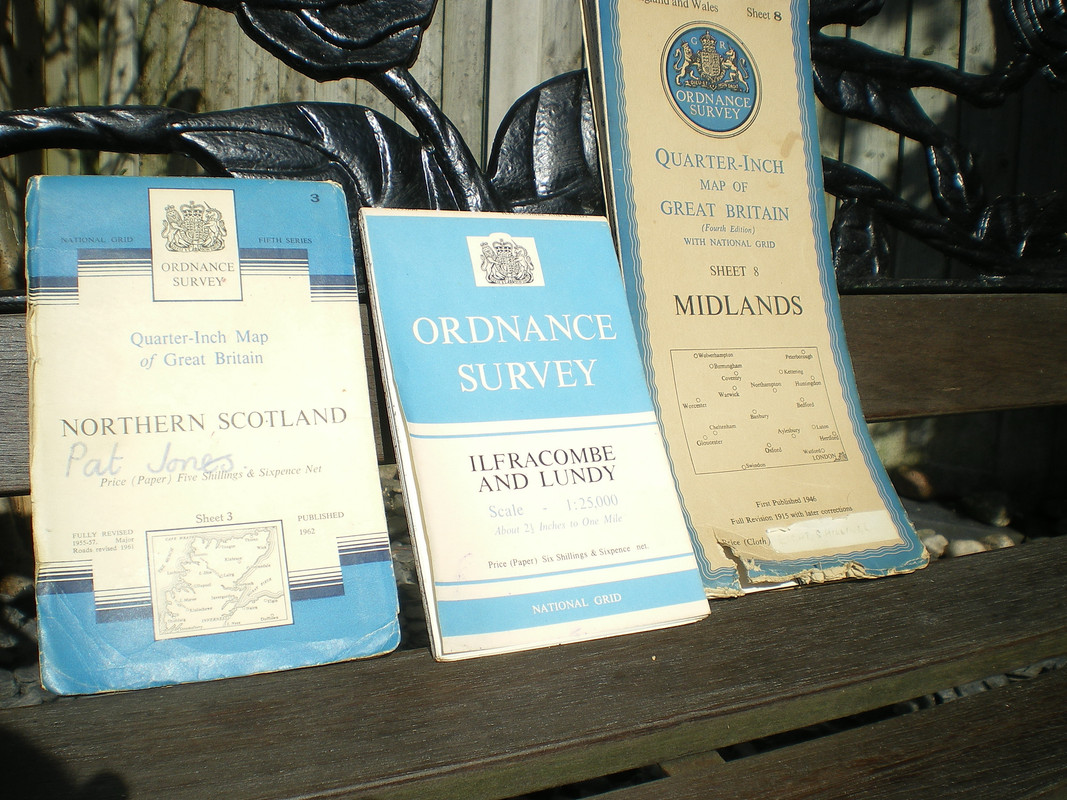 3
NATIONAL GRID
FIFTH SERIES
ORDNANCE
SURVEY
Quarter-Inch Map
of Great Britain
NORTHERN SCOTLAND
Pat Jones
Price (Paper) Five Shillings & Sixpence Net
Sheet 3
FULLY REVISED
1955-57. Major
Roads revised 1961
PUBLISHED
1962
ORDNANCE
SURVEY
ILFRACOMBE
AND LUNDY
Scale - 1:25,000
About 2½ Inches to One Mile
Price (Paper) Six Shillings & Sixpence net.
NATIONAL GRID
England and Wales
Sheet 8
G R
ORDNANCE
SURVEY
QUARTER-INCH
MAP OF
GREAT BRITAIN
(Fourth Edition)
WITH NATIONAL GRID
SHEET 8
MIDLANDS
Wolverhampton
Peterborough
Birmingham
Coventry
Kettering
Northampton
Huntingdon
Warwick
Worcester
Bedford
Banbury
Cheltenham
Aylesbury
Luton
Gloucester
Hertford
Oxford
Watford
LONDON
Swindon
First Published 1946
Full Revision 1915 with later corrections
Price (Cloth)